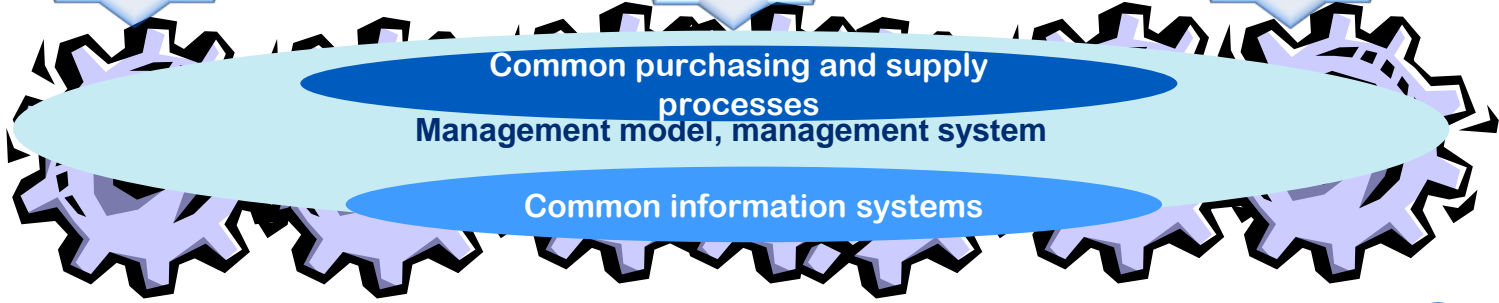 Common purchasing and supply
processes
Management model, management system
Common information systems